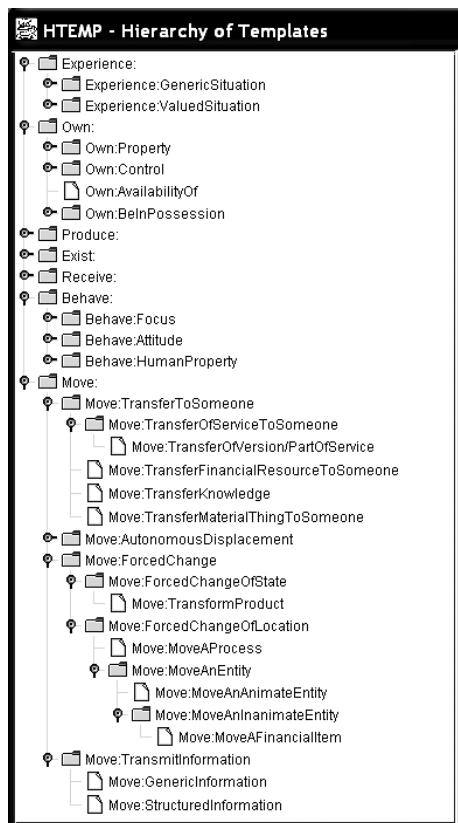 HTEMP - Hierarchy of Templates
Experience:
Experience:GenericSituation
Experience:ValuedSituation
Own:
Own:Property
Own:Control
Own:AvailabilityOf
Own:BeInPossession
Produce:
Exist:
Receive:
Behave:
Behave:Focus
Behave:Attitude
Behave:HumanProperty
Move:
Move:TransferToSomeone
Move:TransferOfServiceToSomeone
Move:TransferOfVersion/PartOfService
Move:TransferFinancialResourceToSomeone
Move:TransferKnowledge
Move:TransferMaterialThingToSomeone
Move:AutonomousDisplacement
Move:ForcedChange
Move:ForcedChangeOfState
Move:TransformProduct
Move:ForcedChangeOfLocation
Move:MoveAProcess
Move:MoveAnEntity
Move:MoveAnAnimateEntity
Move:MoveAnInanimateEntity
Move:MoveAFinancialItem
Move:TransmitInformation
Move:GenericInformation
Move:StructuredInformation